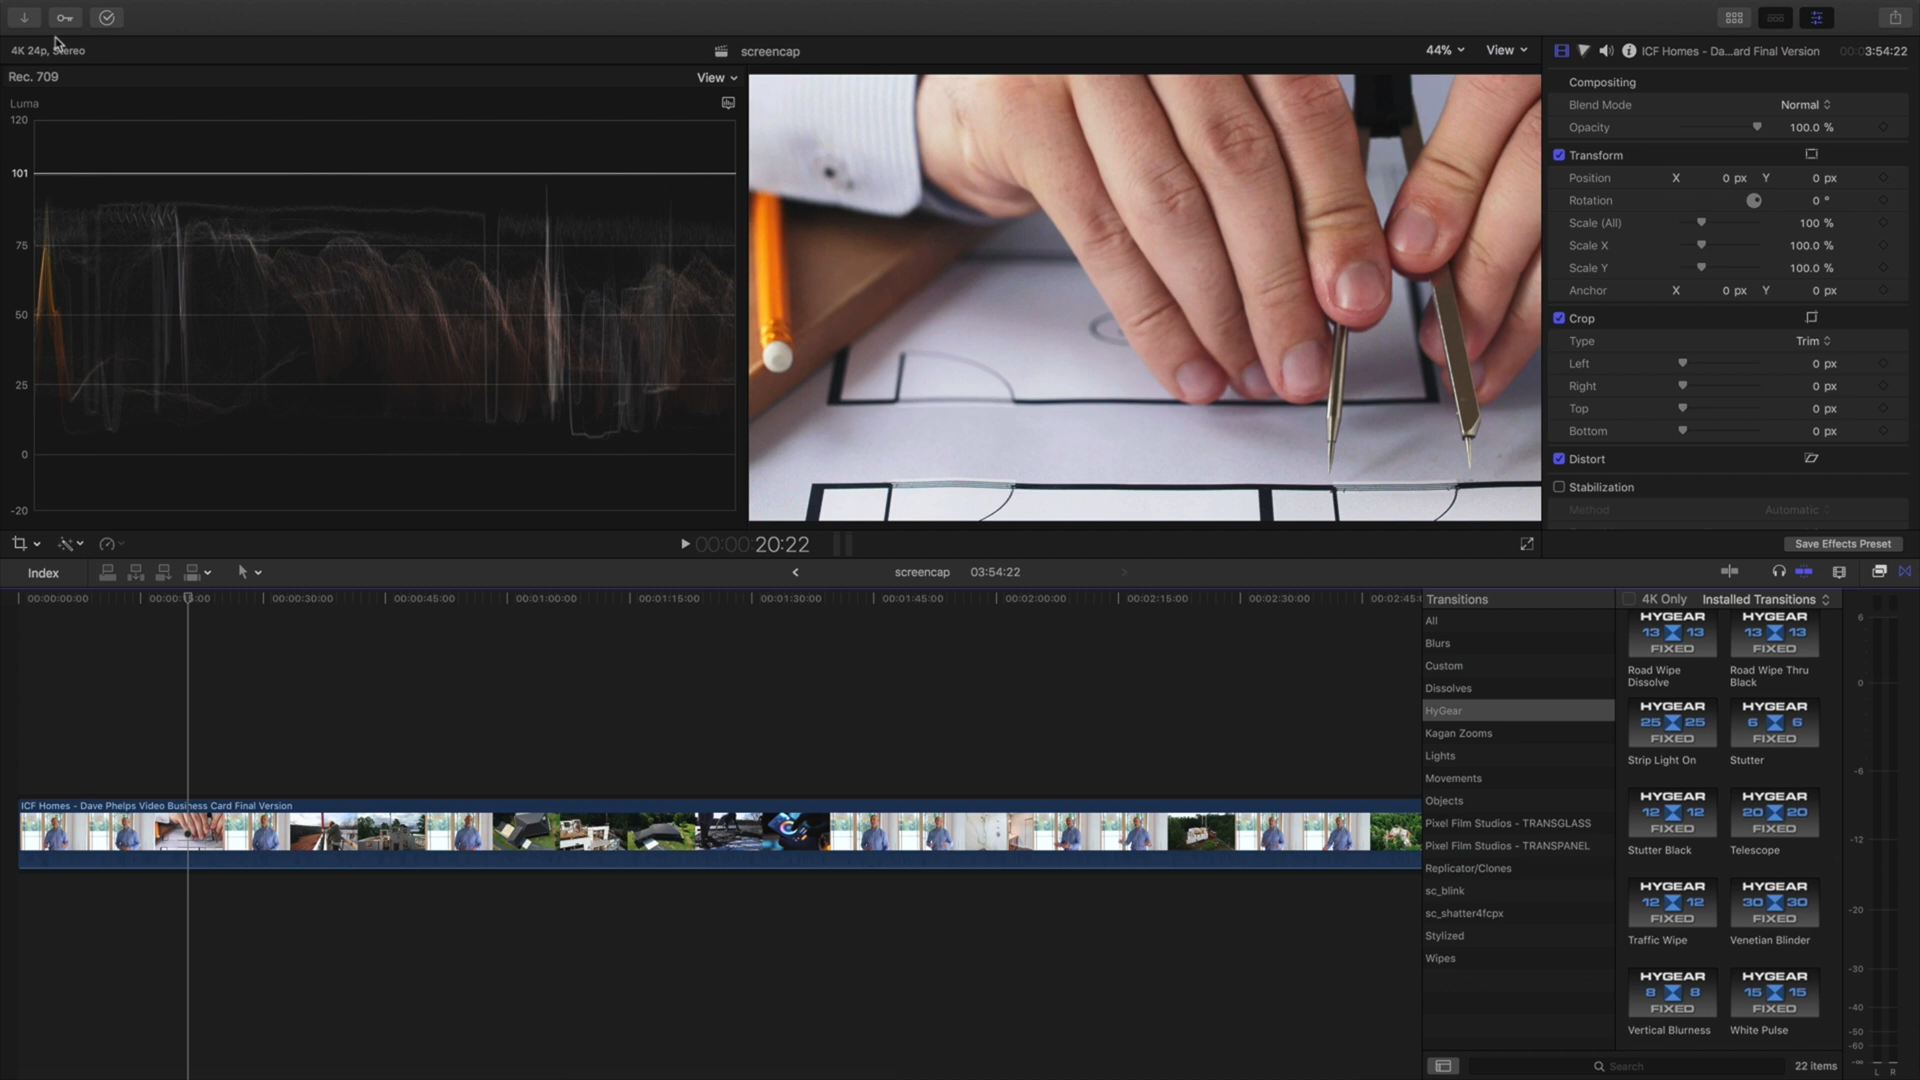 4K 24p, Stereo
screencap
44%
View
ICF Homes - Da...ard Final Version
00:03:54:22
Rec. 709
View
Luma
120
101
75
50
25
0
-20
Compositing
Blend Mode
Normal
Opacity
100.0 %
Transform
Position X 0 px Y 0 px
Rotation 0 °
Scale (All) 100 %
Scale X 100.0 %
Scale Y 100.0 %
Anchor X 0 px Y 0 px
Crop
Type Trim
Left 0 px
Right 0 px
Top 0 px
Bottom 0 px
Distort
Stabilization
Method Automatic
00:00:20:22
Save Effects Preset
Index
screencap 03:54:22
00:00:00:00
00:00:30:00
00:00:45:00
00:01:00:00
00:01:15:00
00:01:30:00
00:01:45:00
00:02:00:00
00:02:15:00
00:02:30:00
ICF Homes - Dave Phelps Video Business Card Final Version
Transitions
All
Blurs
Custom
Dissolves
HyGear
Kagan Zooms
Lights
Movements
Objects
Pixel Film Studios - TRANSGLASS
Pixel Film Studios - TRANSPANEL
Replicator/Clones
sc_blink
sc_shatter4fcpx
Stylized
Wipes
4K Only
Installed Transitions
HYGEAR
13 13
FIXED
Road Wipe
Dissolve
HYGEAR
13 13
FIXED
Road Wipe Thru
Black
HYGEAR
25 25
FIXED
Strip Light On
HYGEAR
6 6
FIXED
Stutter
HYGEAR
12 12
FIXED
Stutter Black
HYGEAR
20 20
FIXED
Telescope
HYGEAR
12 12
FIXED
Traffic Wipe
HYGEAR
30 30
FIXED
Venetian Blinder
HYGEAR
8 8
FIXED
Vertical Blurness
HYGEAR
15 15
FIXED
White Pulse
Search
22 items
6
0
-6
-12
-20
-30
-40
-50
-60
-∞
L R